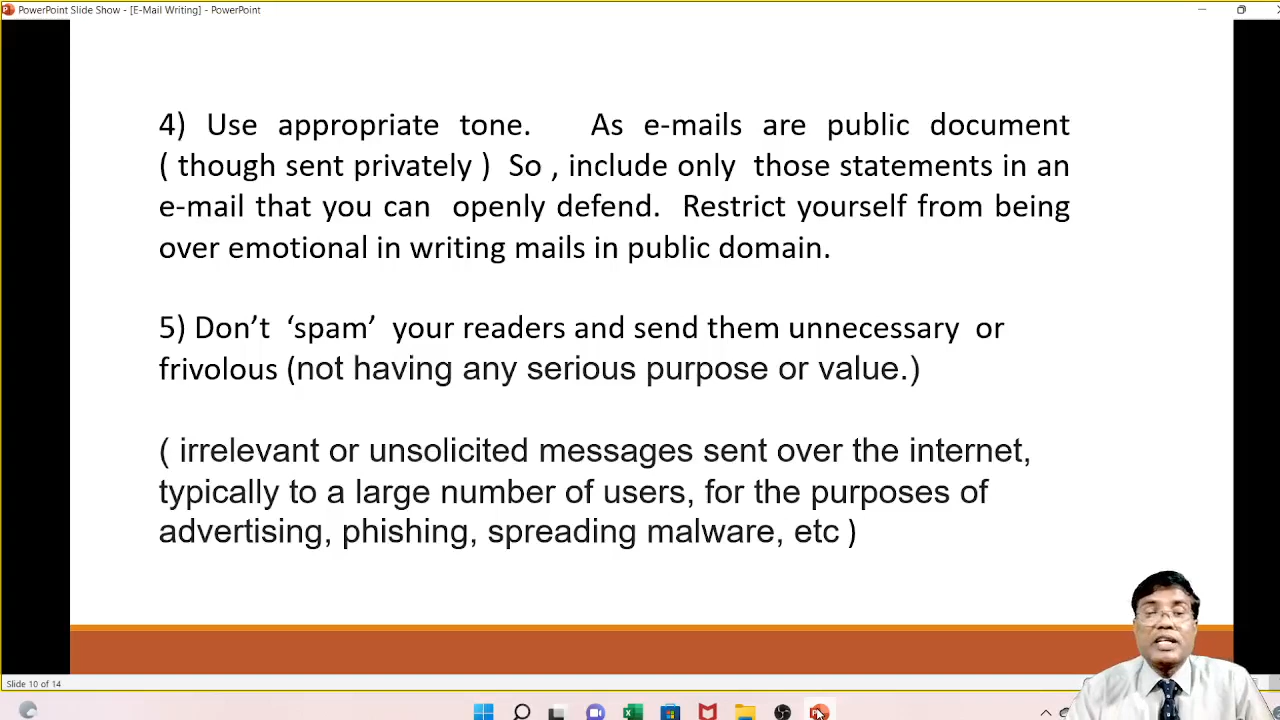 PowerPoint Slide Show - [E-Mail Writing] - PowerPoint
4) Use appropriate tone. As e-mails are public document
( though sent privately ) So , include only those statements in an
e-mail that you can openly defend. Restrict yourself from being
over emotional in writing mails in public domain.
5) Don’t ‘spam’ your readers and send them unnecessary or
frivolous (not having any serious purpose or value.)
( irrelevant or unsolicited messages sent over the internet,
typically to a large number of users, for the purposes of
advertising, phishing, spreading malware, etc )
Slide 10 of 14